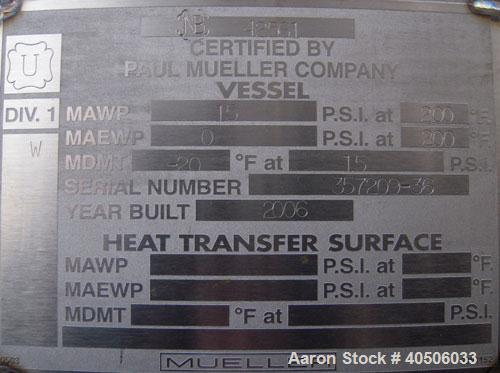 NB
CERTIFIED BY
PAUL MUELLER COMPANY
VESSEL
U
DIV. 1
W
MAWP 15 P.S.I. at 200 °F.
MAEWP 0 P.S.I. at 200 °F.
MDMT -20 °F at 15 P.S.I.
SERIAL NUMBER 357209-36
YEAR BUILT 2006
HEAT TRANSFER SURFACE
MAWP P.S.I. at °F.
MAEWP P.S.I. at °F.
MDMT °F at P.S.I.
MUELLER
Aaron Stock # 40506033